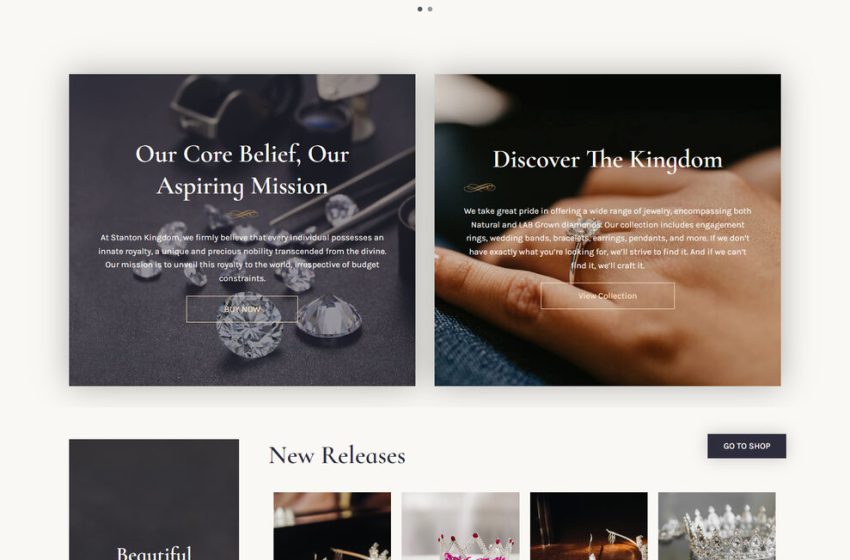 Our Core Belief, Our
Aspiring Mission
At Stanton Kingdom, we firmly believe that every individual possesses an
innate royalty, a unique and precious nobility transcended from the divine.
Our mission is to unveil this royalty to the world, irrespective of budget
constraints.
BUY NOW
Discover The Kingdom
We take great pride in offering a wide range of jewelry, encompassing both
Natural and LAB Grown diamonds. Our collection includes engagement
rings, wedding bands, bracelets, earrings, pendants, and more. If we don't
have exactly what you're looking for, we'll strive to find it. And if we can't
find it, we'll craft it.
View Collection
New Releases
GO TO SHOP
Beautiful